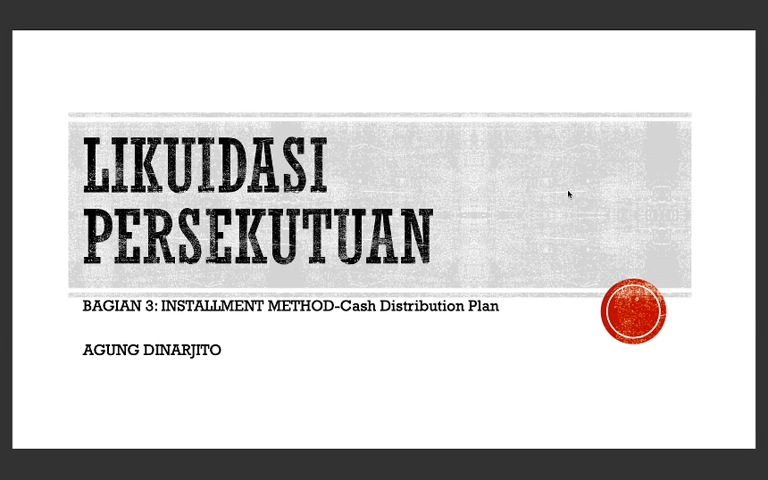 LIKUIDASI
PERSEKUTUAN
BAGIAN 3: INSTALLMENT METHOD-Cash Distribution Plan
AGUNG DINARJITO